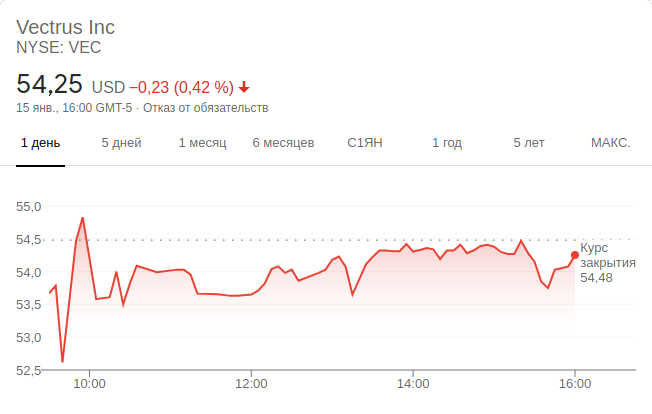 Vectrus Inc
NYSE: VEC
54,25 USD −0,23 (0,42 %)
15 янв., 16:00 GMT-5 · Отказ от обязательств
1 день 5 дней 1 месяц 6 месяцев С1ЯН 1 год 5 лет МАКС.
55,0
54,5
Курс
закрытия
54,48
54,0
53,5
53,0
52,5
10:00 12:00 14:00 16:00